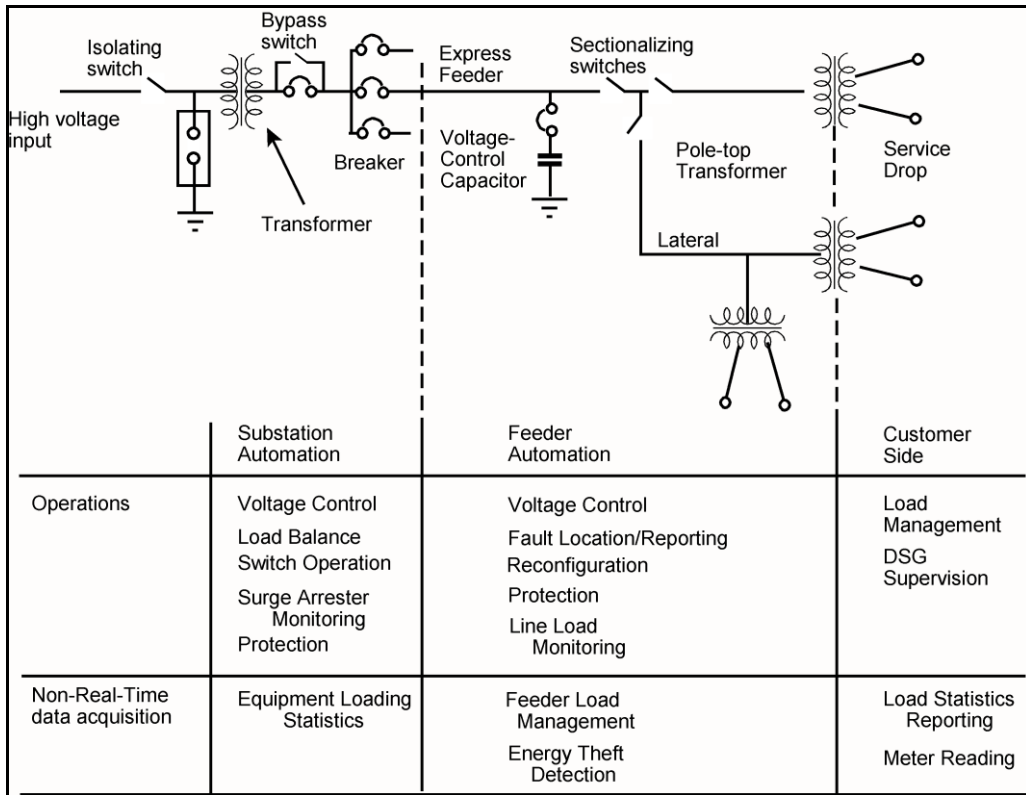 Isolating
switch
Bypass
switch
High voltage
input
Transformer
Breaker
Express
Feeder
Voltage-
Control
Capacitor
Sectionalizing
switches
Pole-top
Transformer
Service
Drop
Lateral
Substation
Automation
Feeder
Automation
Customer
Side
Operations
Voltage Control
Load Balance
Switch Operation
Surge Arrester
Monitoring
Protection
Voltage Control
Fault Location/Reporting
Reconfiguration
Protection
Line Load
Monitoring
Load
Management
DSG
Supervision
Non-Real-Time
data acquisition
Equipment Loading
Statistics
Feeder Load
Management
Energy Theft
Detection
Load Statistics
Reporting
Meter Reading